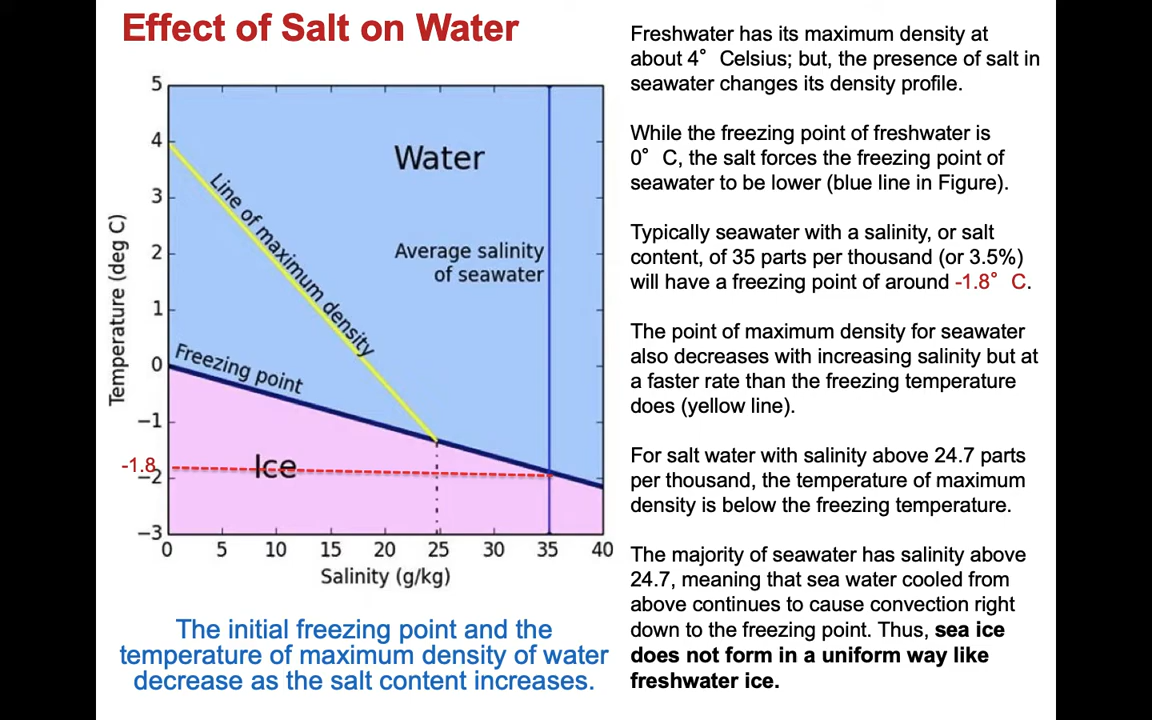 Effect of Salt on Water
5
4
3
2
1
0
−1
-1.8
−2
−3
Temperature (deg C)
Water
Line of maximum density
Average salinity
of seawater
Freezing point
Ice
0
5
10
15
20
25
30
35
40
Salinity (g/kg)
The initial freezing point and the
temperature of maximum density of water
decrease as the salt content increases.
Freshwater has its maximum density at
about 4° Celsius; but, the presence of salt in
seawater changes its density profile.
While the freezing point of freshwater is
0° C, the salt forces the freezing point of
seawater to be lower (blue line in Figure).
Typically seawater with a salinity, or salt
content, of 35 parts per thousand (or 3.5%)
will have a freezing point of around -1.8° C.
The point of maximum density for seawater
also decreases with increasing salinity but at
a faster rate than the freezing temperature
does (yellow line).
For salt water with salinity above 24.7 parts
per thousand, the temperature of maximum
density is below the freezing temperature.
The majority of seawater has salinity above
24.7, meaning that sea water cooled from
above continues to cause convection right
down to the freezing point. Thus, sea ice
does not form in a uniform way like
freshwater ice.